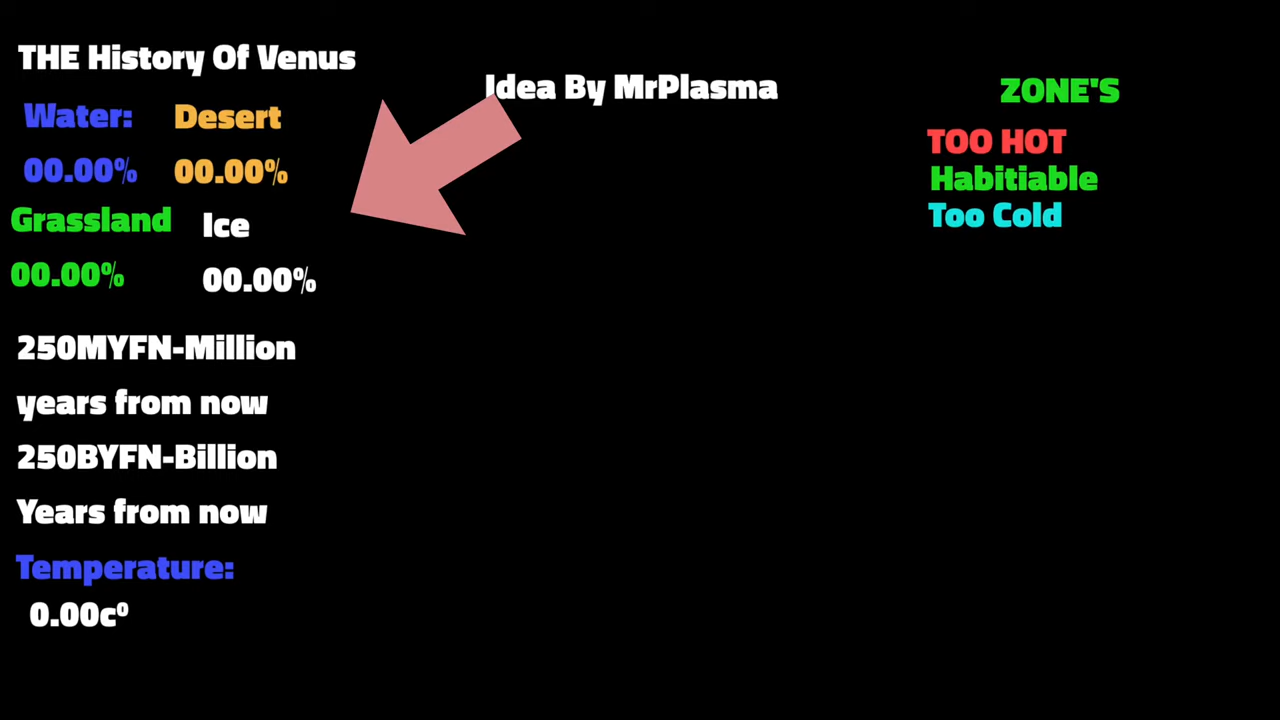 THE History Of Venus
Idea By MrPlasma
ZONE'S
Water: Desert
00.00% 00.00%
TOO HOT
Habitiable
Too Cold
Grassland Ice
00.00% 00.00%
250MYFN-Million
years from now
250BYFN-Billion
Years from now
Temperature:
0.00cº